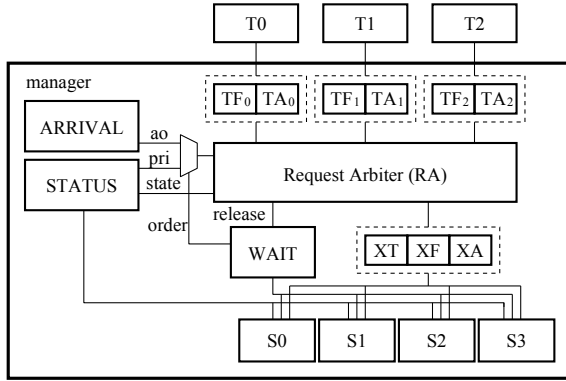 T0 T1 T2
manager
TF0 TA0 TF1 TA1 TF2 TA2
ARRIVAL
ao
pri
STATUS
state
Request Arbiter (RA)
order
release
WAIT
XT XF XA
S0 S1 S2 S3